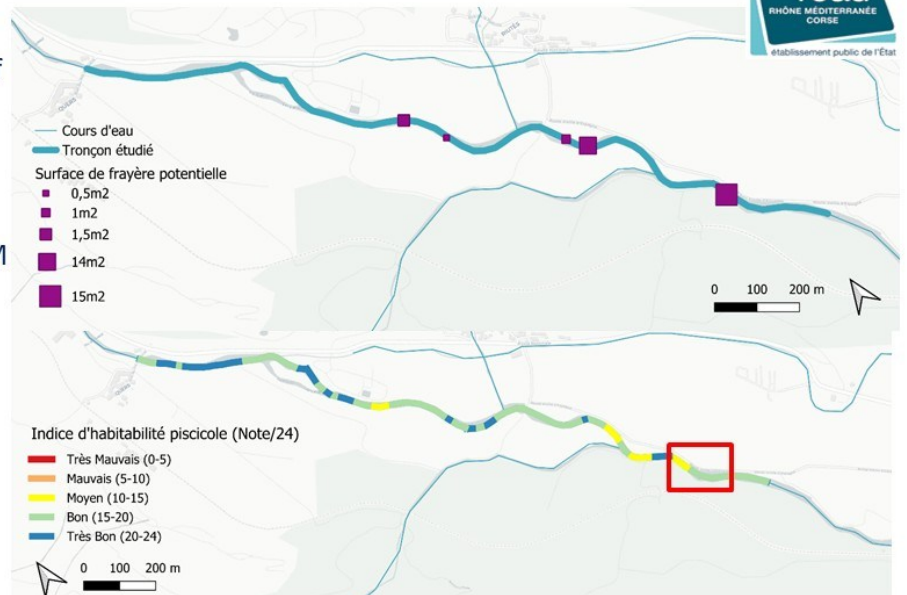 RHÔNE MÉDITERRANÉE
CORSE
établissement public de l'État
Cours d'eau
Tronçon étudié
Surface de frayère potentielle
0,5m2
1m2
1,5m2
14m2
15m2
0 100 200 m
Indice d'habitabilité piscicole (Note/24)
Très Mauvais (0-5)
Mauvais (5-10)
Moyen (10-15)
Bon (15-20)
Très Bon (20-24)
0 100 200 m